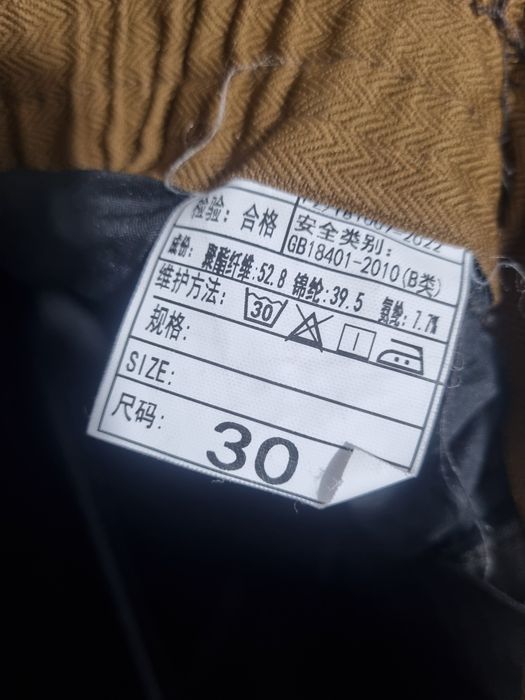 检验: 合格
安全类别:
GB18401-2010(B类)
成份: 聚酯纤维:52.8 锦纶:39.5 氨纶:7.7%
维护方法: 30
规格:
SIZE:
尺码: 30